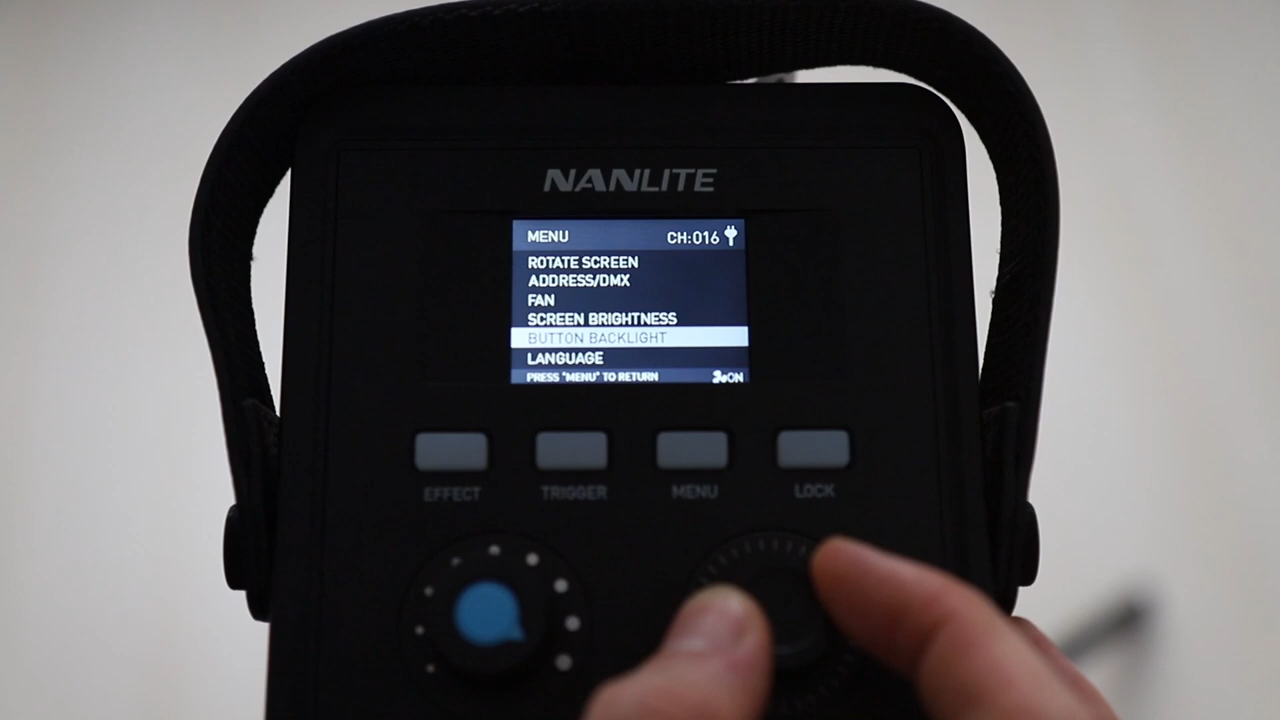 NANLITE
MENU CH:016
ROTATE SCREEN
ADDRESS/DMX
FAN
SCREEN BRIGHTNESS
BUTTON BACKLIGHT
LANGUAGE
PRESS "MENU" TO RETURN ON
EFFECT TRIGGER MENU LOCK